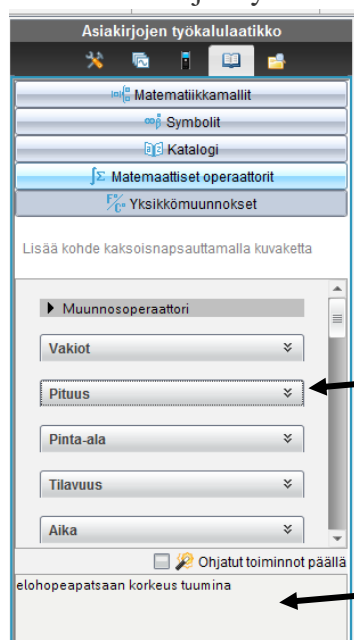 Asiakirjojen työkalulaatikko
Matematiikkamallit
∞β° Symbolit
Katalogi
∫Σ Matemaattiset operaattorit
F°/C° Yksikkömuunnokset
Lisää kohde kaksoisnapsauttamalla kuvaketta
Muunnosoperaattori
Vakiot
Pituus
Pinta-ala
Tilavuus
Aika
Ohjatut toiminnot päällä
elohopeapatsaan korkeus tuumina